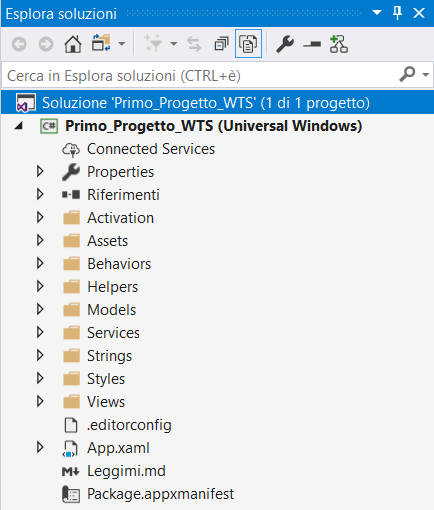 Esplora soluzioni
Cerca in Esplora soluzioni (CTRL+è)
Soluzione 'Primo_Progetto_WTS' (1 di 1 progetto)
C# Primo_Progetto_WTS (Universal Windows)
Connected Services
Properties
Riferimenti
Activation
Assets
Behaviors
Helpers
Models
Services
Strings
Styles
Views
.editorconfig
App.xaml
Leggimi.md
Package.appxmanifest